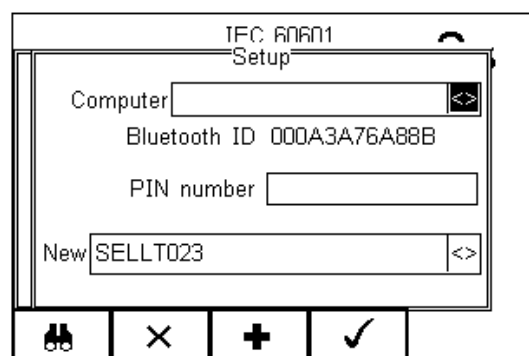 IEC 60601
Setup
Computer <>
Bluetooth ID 000A3A76A88B
PIN number
New SELLT023 <>